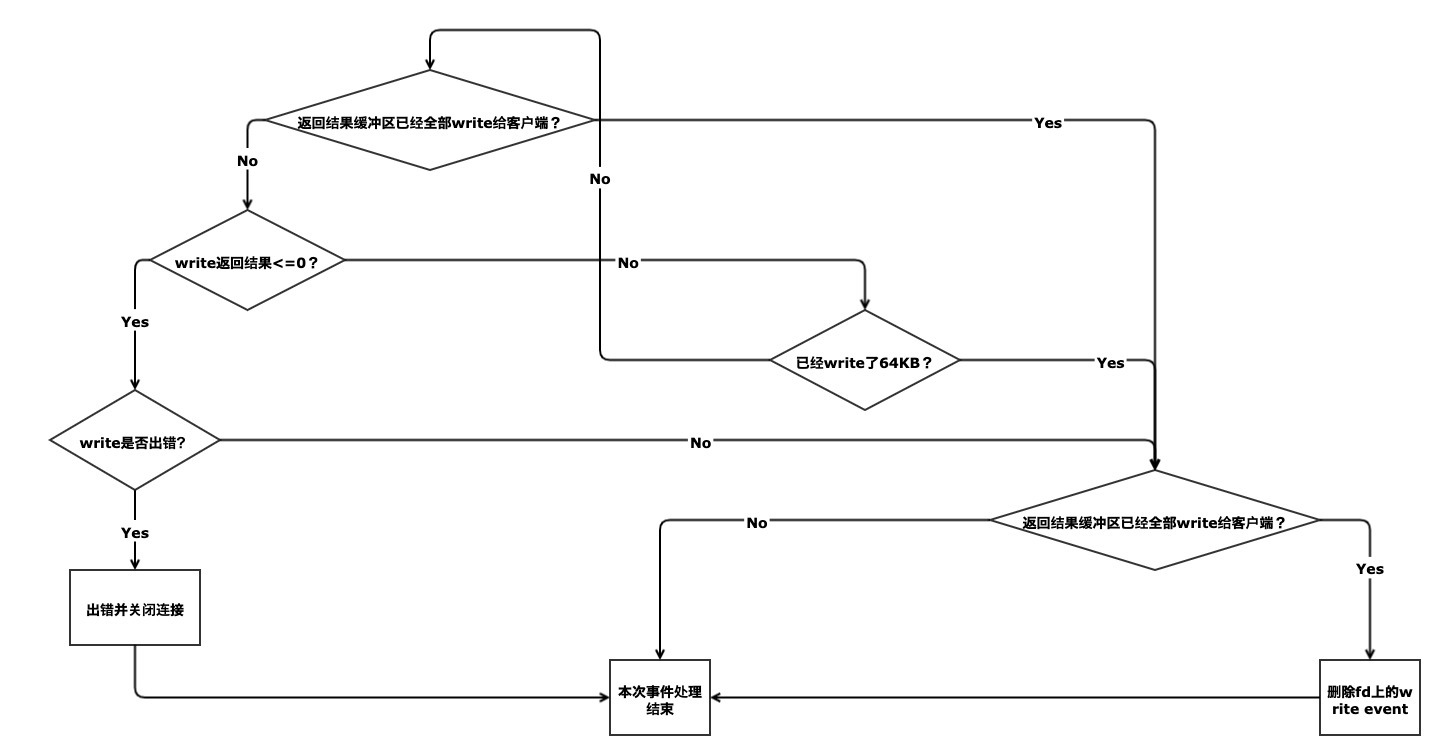 返回结果缓冲区已经全部write给客户端？
Yes
No
No
write返回结果<=0？
No
Yes
已经write了64KB？
Yes
write是否出错?
No
Yes
返回结果缓冲区已经全部write给客户端？
No
Yes
出错并关闭连接
本次事件处理
结束
删除fd上的w
rite event